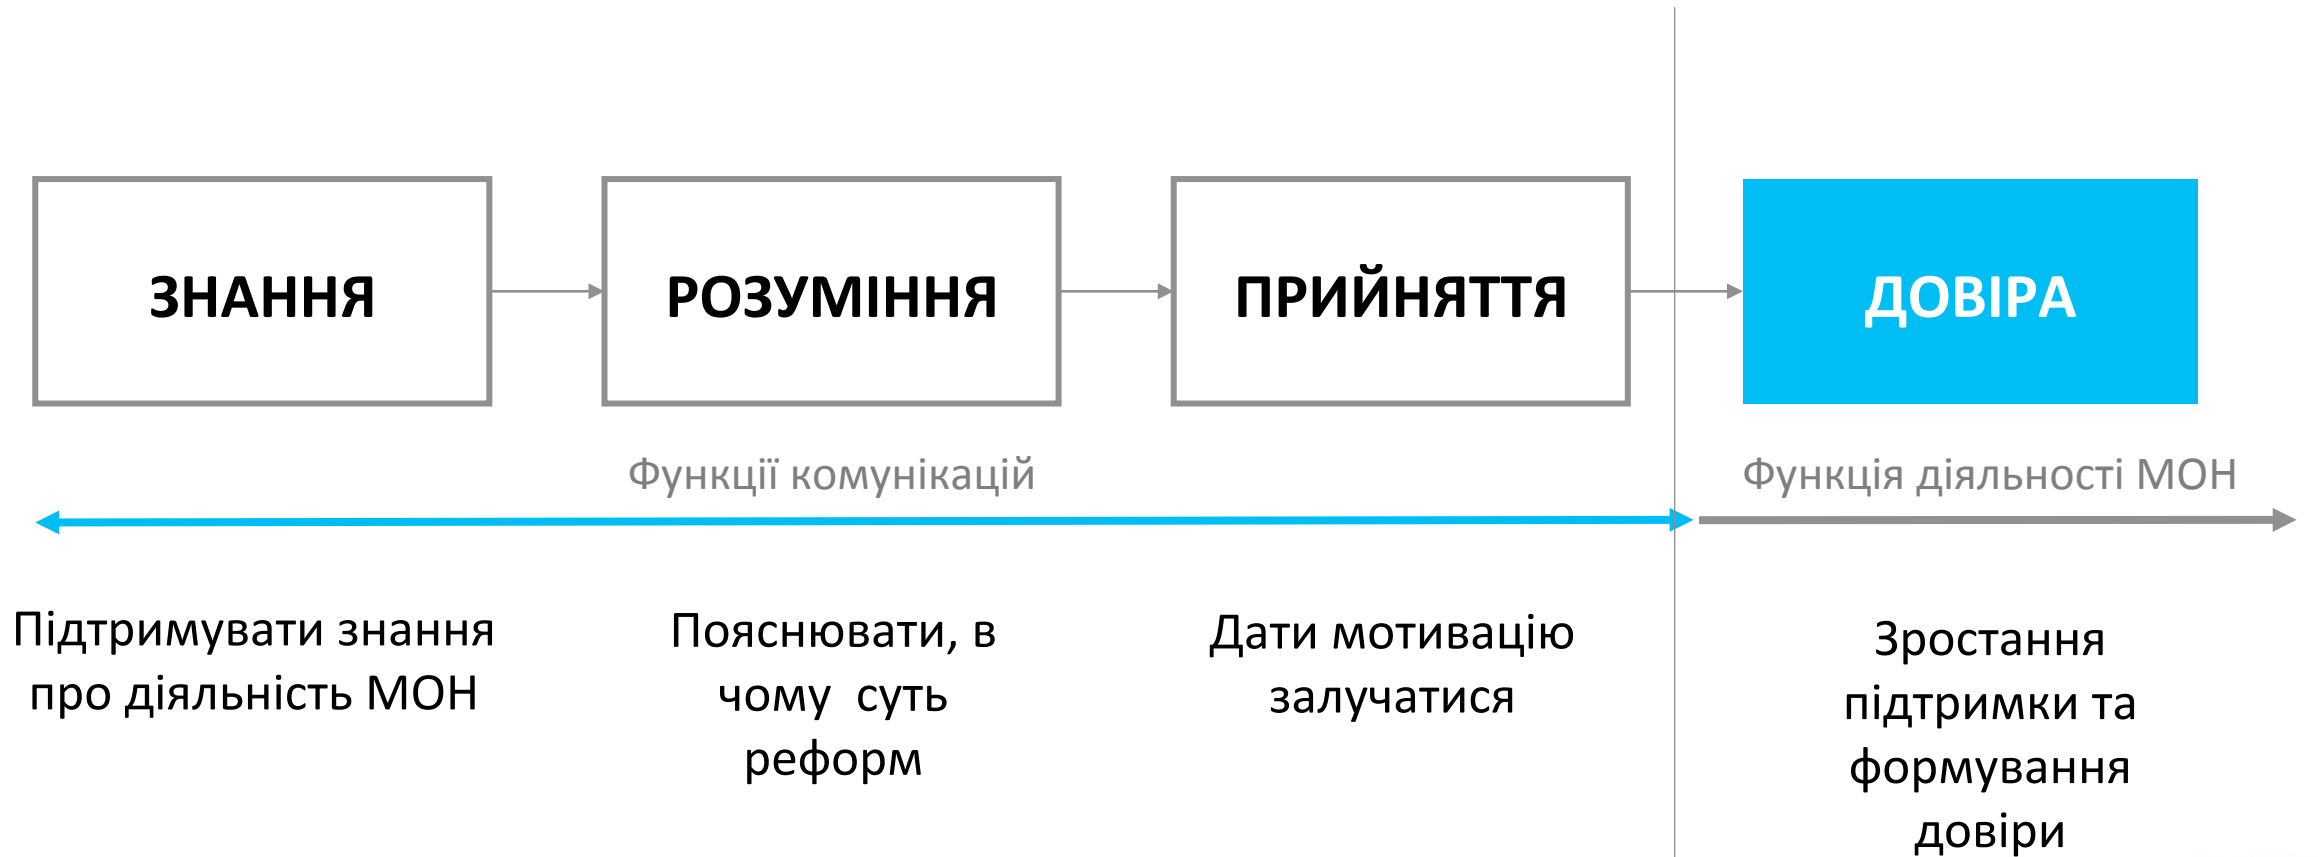 ЗНАННЯ
РОЗУМІННЯ
ПРИЙНЯТТЯ
ДОВІРА
Функції комунікацій
Функція діяльності МОН
Підтримувати знання
про діяльність МОН
Пояснювати, в
чому  суть
реформ
Дати мотивацію
залучатися
Зростання
підтримки та
формування
довіри